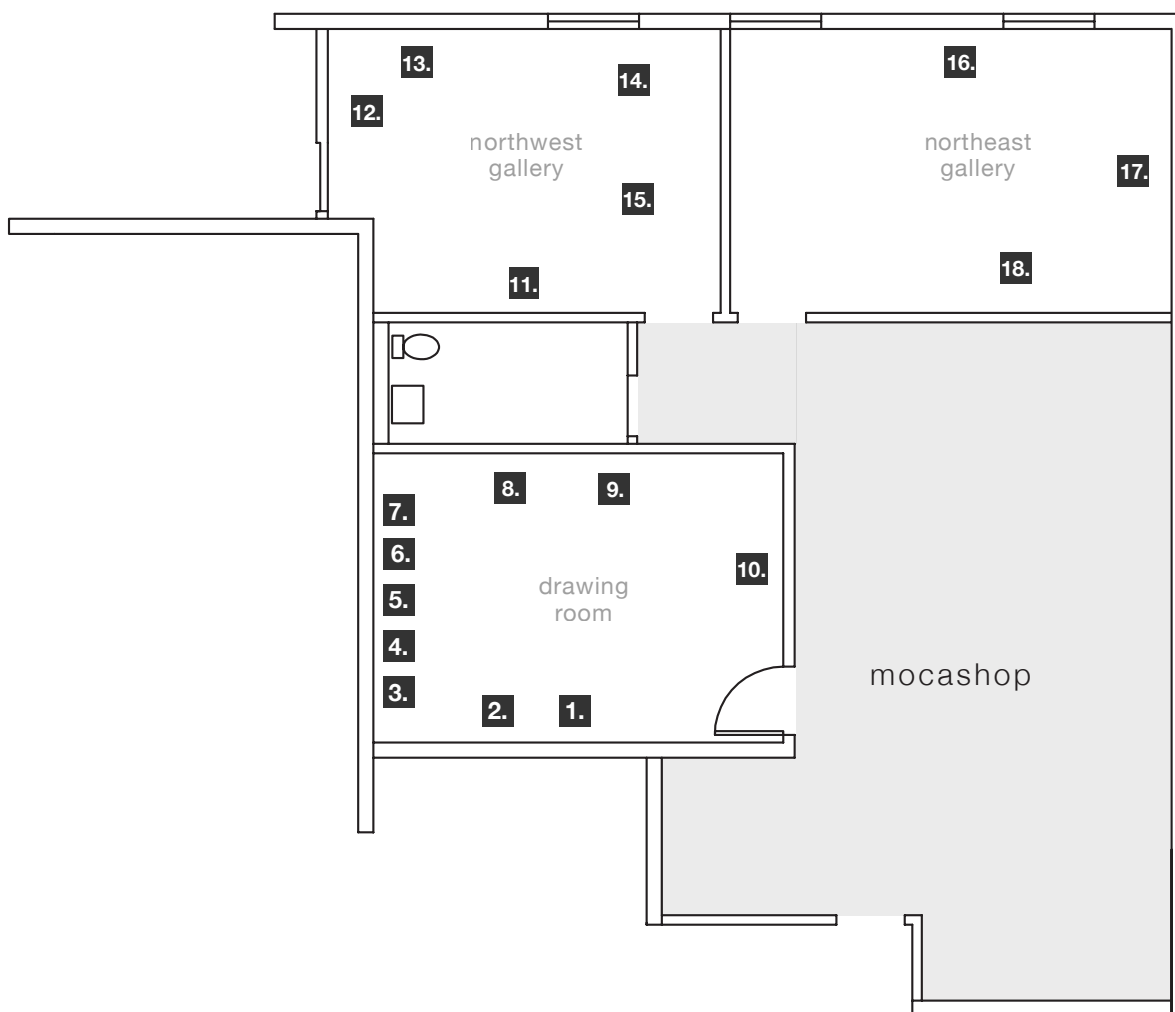 13.
14.
16.
12.
northwest
gallery
northeast
gallery
17.
15.
18.
11.
8.
9.
7.
6.
10.
5.
drawing
room
4.
3.
2.
1.
mocashop